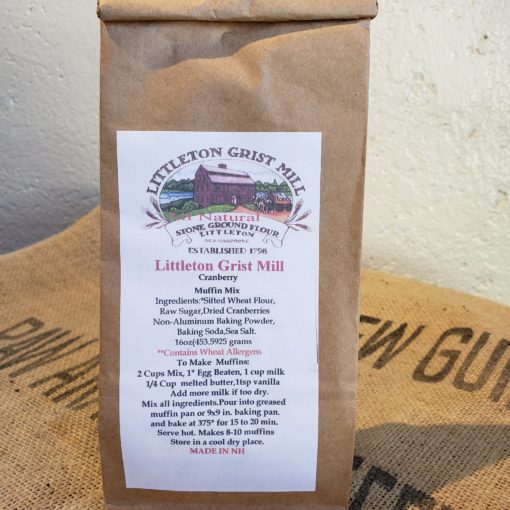 LITTLETON GRIST MILL
All Natural
STONE GROUND FLOUR
LITTLETON
NEW HAMPSHIRE
ESTABLISHED 1798
Littleton Grist Mill
Cranberry
Muffin Mix
Ingredients:*Sifted Wheat Flour,
Raw Sugar,Dried Cranberries
Non-Aluminum Baking Powder,
Baking Soda,Sea Salt.
16oz(453.5925 grams
**Contains Wheat Allergens
To Make Muffins:
2 Cups Mix, 1* Egg Beaten, 1 cup milk
1/4 Cup melted butter,1tsp vanilla
Add more milk if too dry.
Mix all ingredients.Pour into greased
muffin pan or 9x9 in. baking pan.
and bake at 375* for 15 to 20 min.
Serve hot. Makes 8-10 muffins
Store in a cool dry place.
MADE IN NH
EW GU